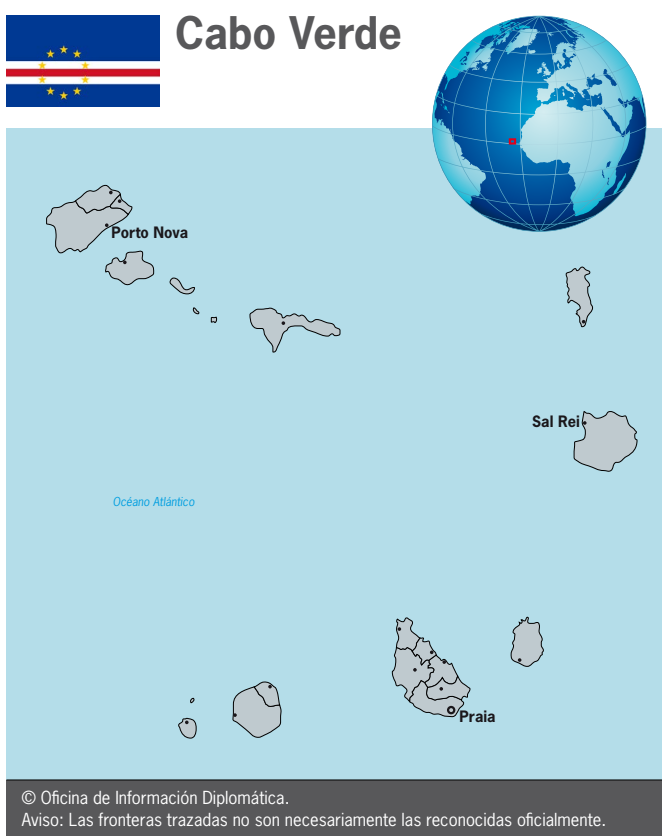 Cabo Verde
Porto Nova
Sal Rei
Océano Atlántico
Praia
© Oficina de Información Diplomática.
Aviso: Las fronteras trazadas no son necesariamente las reconocidas oficialmente.